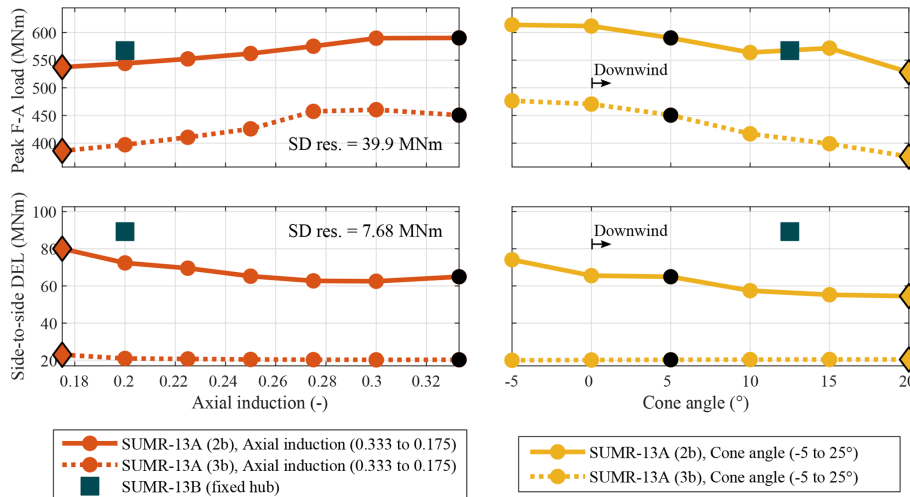 Peak F-A load (MNm)
600
550
500
450
400
SD res. = 39.9 MNm
Downwind
Side-to-side DEL (MNm)
100
80
60
40
20
SD res. = 7.68 MNm
Downwind
0.18 0.2 0.22 0.24 0.26 0.28 0.3 0.32
Axial induction (-)
-5 0 5 10 15 20
Cone angle (°)
SUMR-13A (2b), Axial induction (0.333 to 0.175)
SUMR-13A (3b), Axial induction (0.333 to 0.175)
SUMR-13B (fixed hub)
SUMR-13A (2b), Cone angle (-5 to 25°)
SUMR-13A (3b), Cone angle (-5 to 25°)